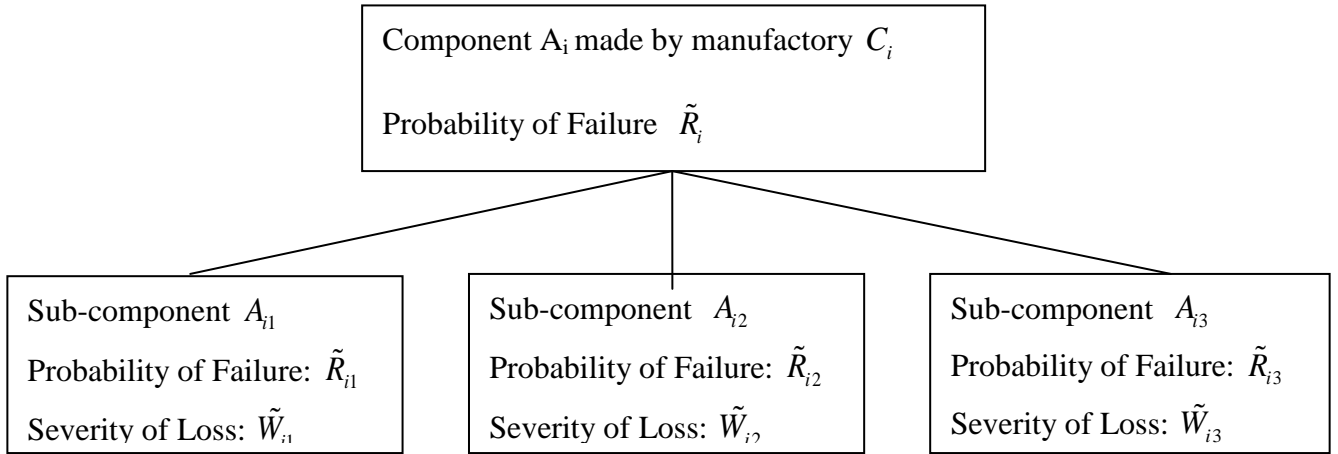 Component Aᵢ made by manufactory Cᵢ
Probability of Failure R̃ᵢ
Sub-component Aᵢ₁
Probability of Failure: R̃ᵢ₁
Severity of Loss: W̃ᵢ₁
Sub-component Aᵢ₂
Probability of Failure: R̃ᵢ₂
Severity of Loss: W̃ᵢ₂
Sub-component Aᵢ₃
Probability of Failure: R̃ᵢ₃
Severity of Loss: W̃ᵢ₃